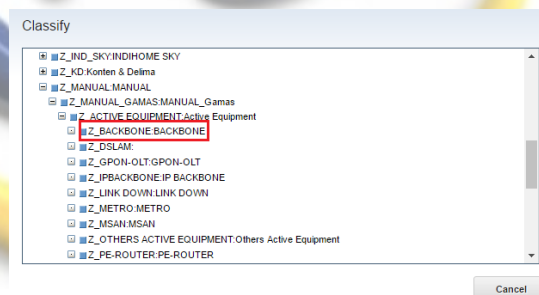 Classify
Z_IND_SKY:INDIHOME SKY
Z_KD:Konten & Delima
Z_MANUAL:MANUAL
Z_MANUAL_GAMAS:MANUAL_Gamas
Z_ACTIVE EQUIPMENT:Active Equipment
Z_BACKBONE:BACKBONE
Z_DSLAM:
Z_GPON-OLT:GPON-OLT
Z_IPBACKBONE:IP BACKBONE
Z_LINK DOWN:LINK DOWN
Z_METRO:METRO
Z_MSAN:MSAN
Z_OTHERS ACTIVE EQUIPMENT:Others Active Equipment
Z_PE-ROUTER:PE-ROUTER
Cancel